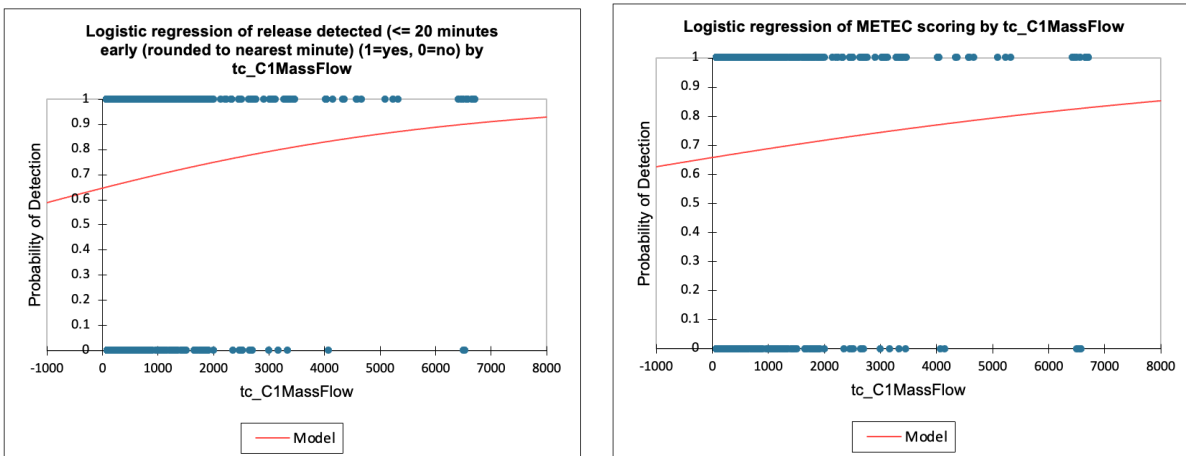 Logistic regression of release detected (<= 20 minutes
early (rounded to nearest minute) (1=yes, 0=no) by
tc_C1MassFlow
1
0.9
0.8
0.7
0.6
0.5
0.4
0.3
0.2
0.1
0
Probability of Detection
-1000 0 1000 2000 3000 4000 5000 6000 7000 8000
tc_C1MassFlow
Model
Logistic regression of METEC scoring by tc_C1MassFlow
1
0.9
0.8
0.7
0.6
0.5
0.4
0.3
0.2
0.1
0
Probability of Detection
-1000 0 1000 2000 3000 4000 5000 6000 7000 8000
tc_C1MassFlow
Model